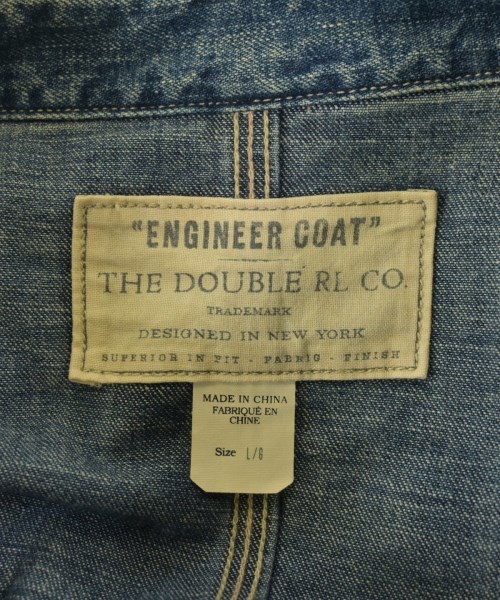 "ENGINEER COAT"
THE DOUBLE RL CO.
TRADEMARK
DESIGNED IN NEW YORK
SUPERIOR IN FIT - FABRIC - FINISH
MADE IN CHINA
FABRIQUÉ EN
CHINE
Size L/G